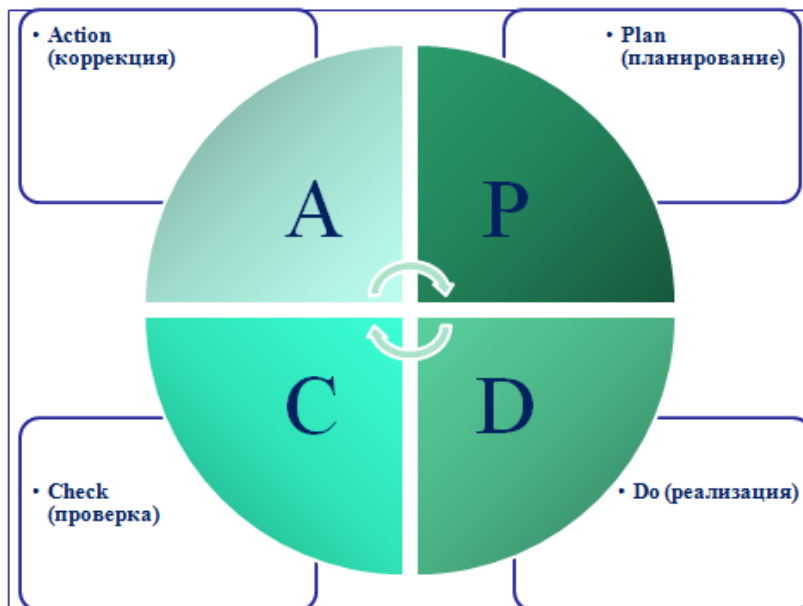 • Action
(коррекция)
• Plan
(планирование)
A
P
C
D
• Check
(проверка)
• Do (реализация)